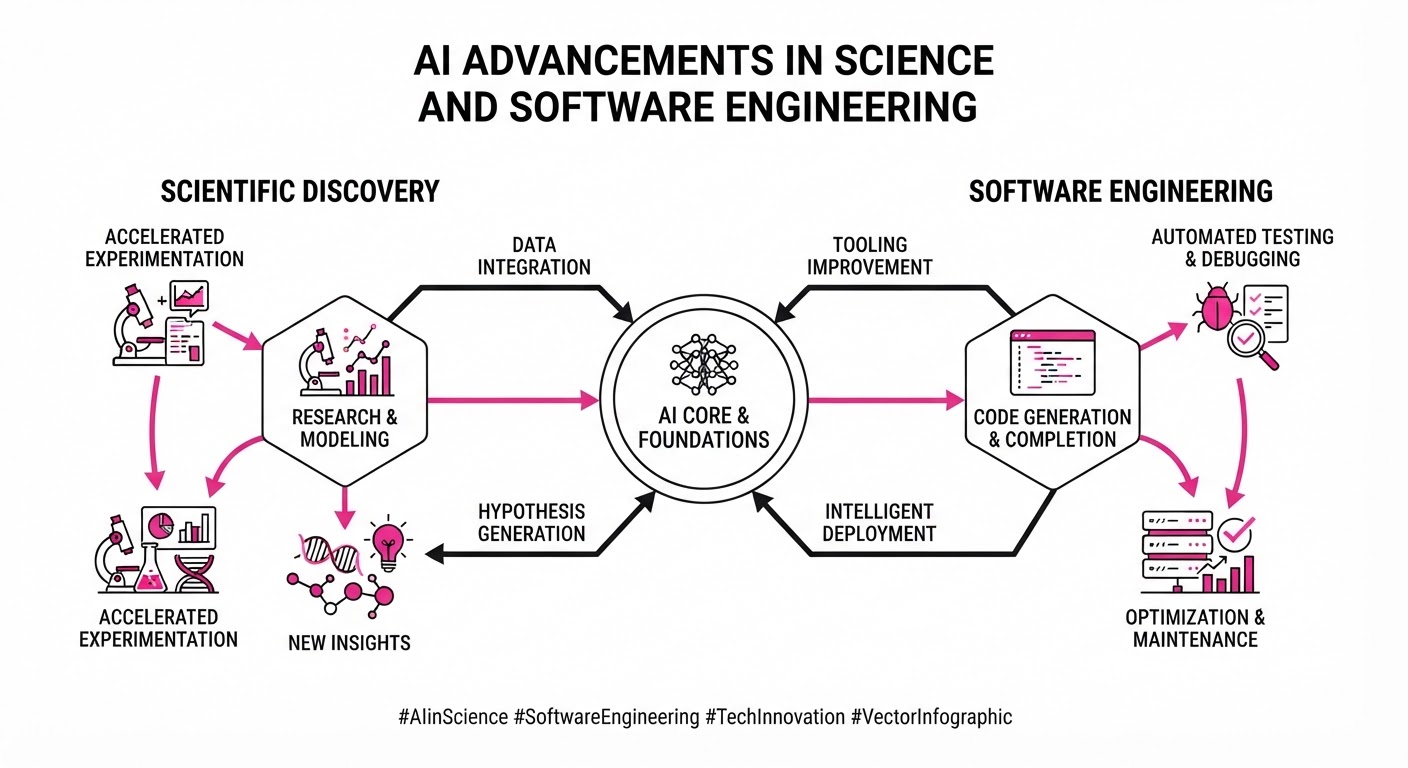 AI ADVANCEMENTS IN SCIENCE
AND SOFTWARE ENGINEERING
SCIENTIFIC DISCOVERY
SOFTWARE ENGINEERING
ACCELERATED
EXPERIMENTATION
DATA
INTEGRATION
TOOLING
IMPROVEMENT
AUTOMATED TESTING
& DEBUGGING
RESEARCH &
MODELING
AI CORE &
FOUNDATIONS
CODE GENERATION
& COMPLETION
HYPOTHESIS
GENERATION
INTELLIGENT
DEPLOYMENT
ACCELERATED
EXPERIMENTATION
NEW INSIGHTS
OPTIMIZATION &
MAINTENANCE
#AIinScience #SoftwareEngineering #TechInnovation #VectorInfographic